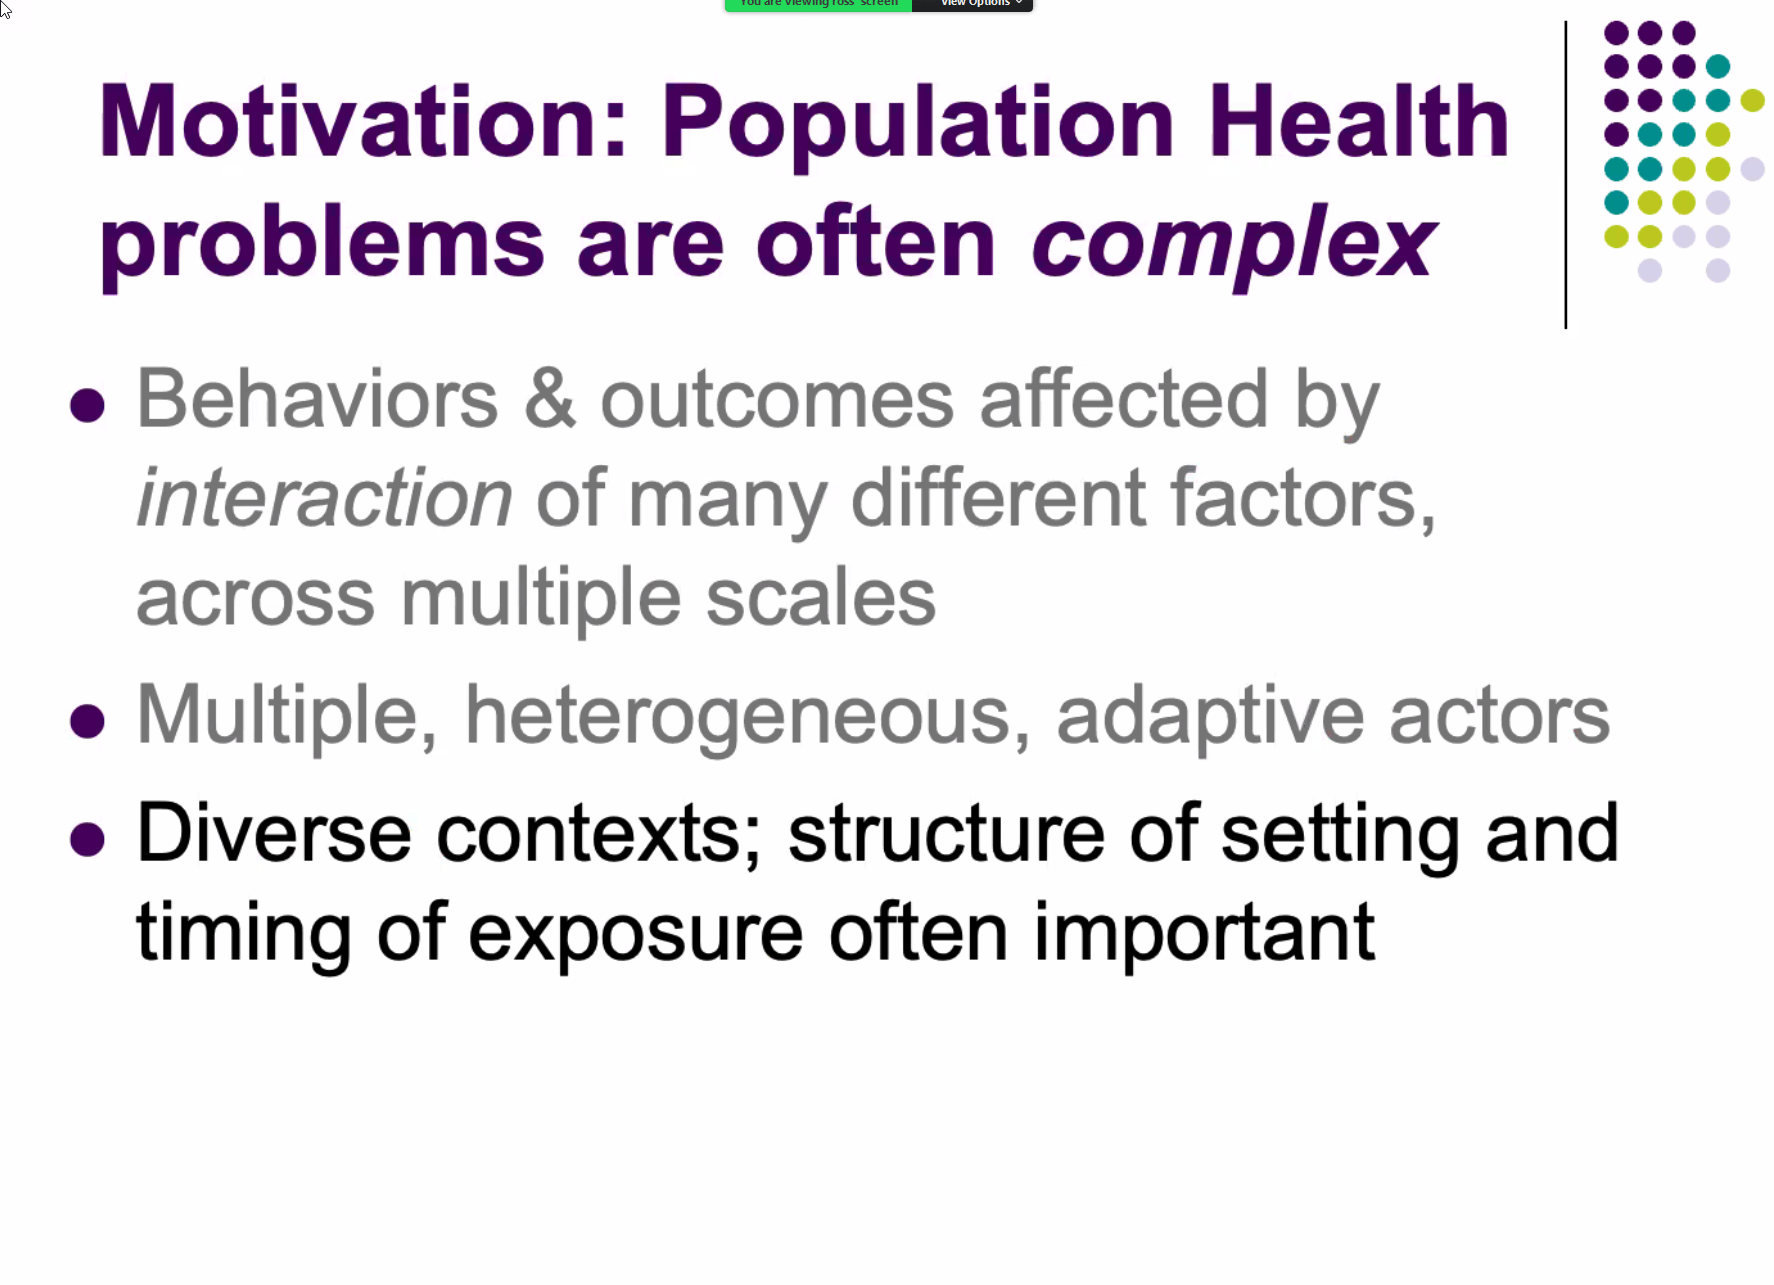 You are viewing ross' screen View Options
Motivation: Population Health
problems are often complex
Behaviors & outcomes affected by
interaction of many different factors,
across multiple scales
Multiple, heterogeneous, adaptive actors
Diverse contexts; structure of setting and
timing of exposure often important